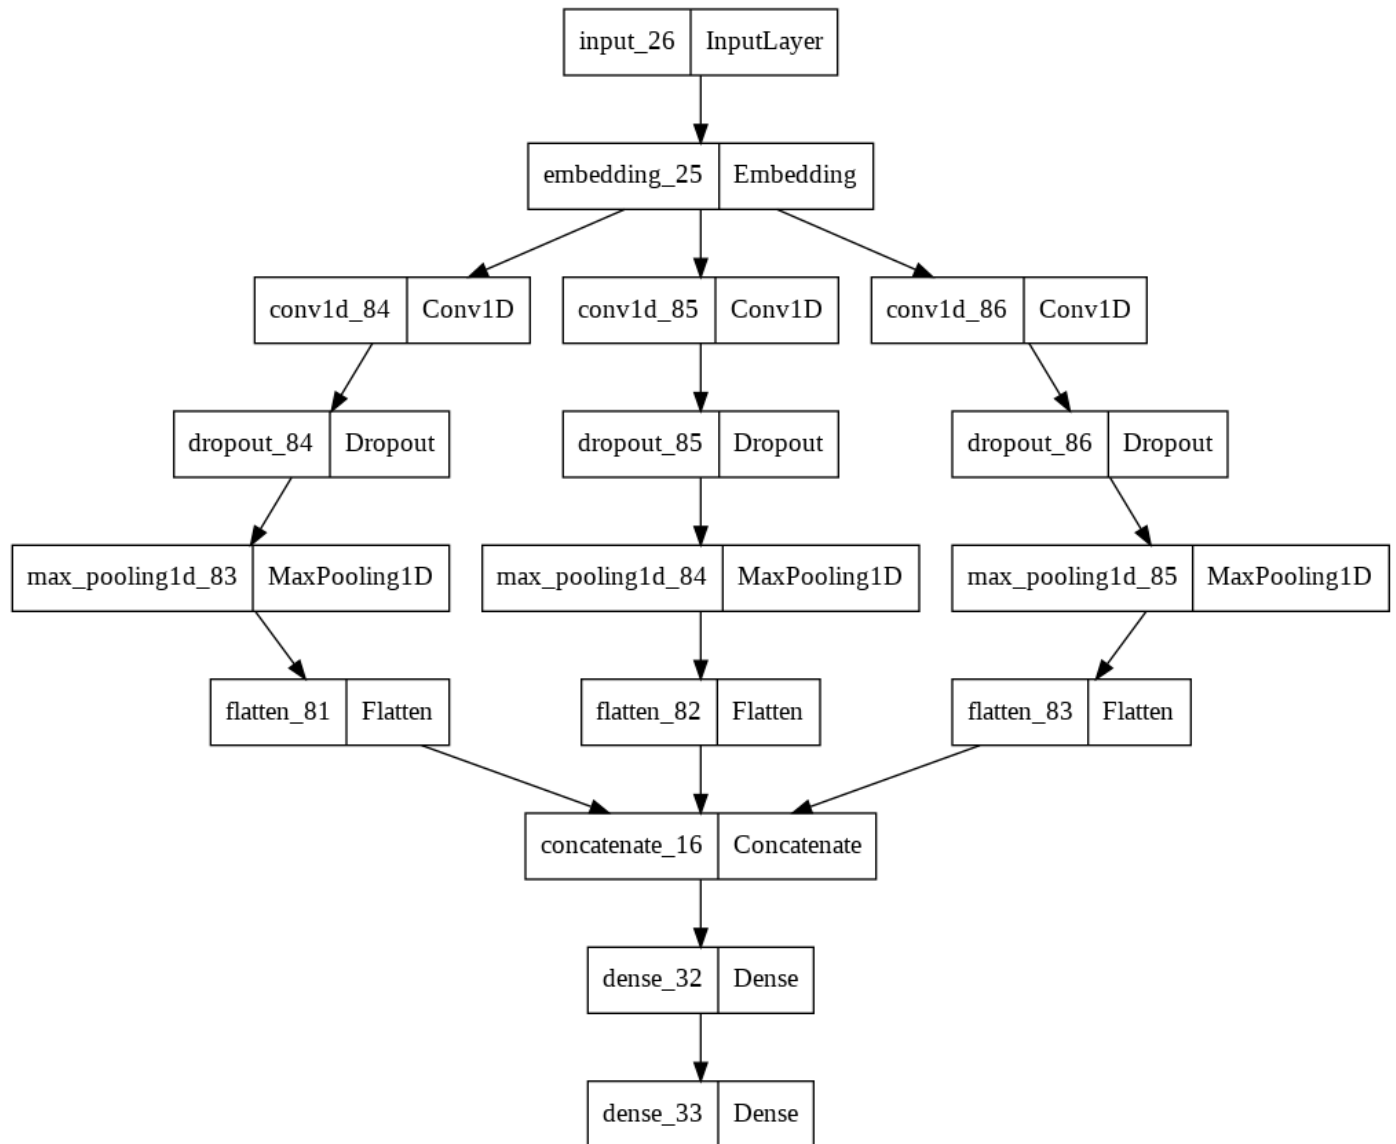 input_26 InputLayer
embedding_25 Embedding
conv1d_84 Conv1D conv1d_85 Conv1D conv1d_86 Conv1D
dropout_84 Dropout dropout_85 Dropout dropout_86 Dropout
max_pooling1d_83 MaxPooling1D max_pooling1d_84 MaxPooling1D max_pooling1d_85 MaxPooling1D
flatten_81 Flatten flatten_82 Flatten flatten_83 Flatten
concatenate_16 Concatenate
dense_32 Dense
dense_33 Dense